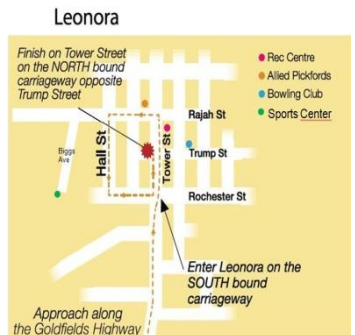 Leonora
Finish on Tower Street
on the NORTH bound
carriageway opposite
Trump Street
Rec Centre
Allied Pickfords
Bowling Club
Sports Center
Rajah St
Biggs
Ave
Hall St
Tower St
Trump St
Rochester St
Enter Leonora on the
SOUTH bound
carriageway
Approach along
the Goldfields Highway